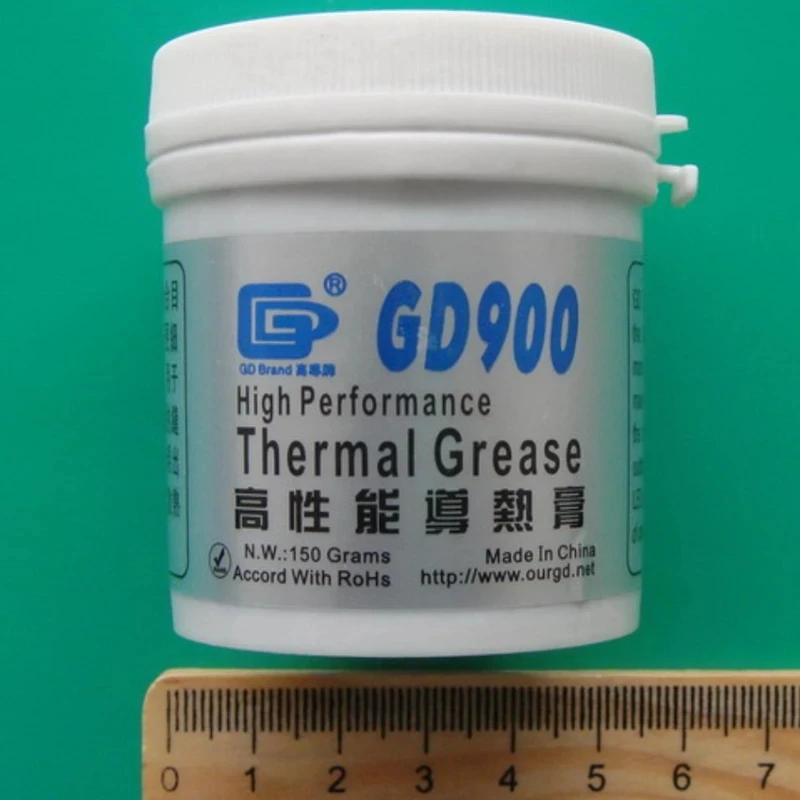 ®
GD900
GD Brand 高導牌
High Performance
Thermal Grease
高性能導熱膏
N.W.:150 Grams
Made In China
Accord With RoHs
http://www.ourgd.net
0 1 2 3 4 5 6 7